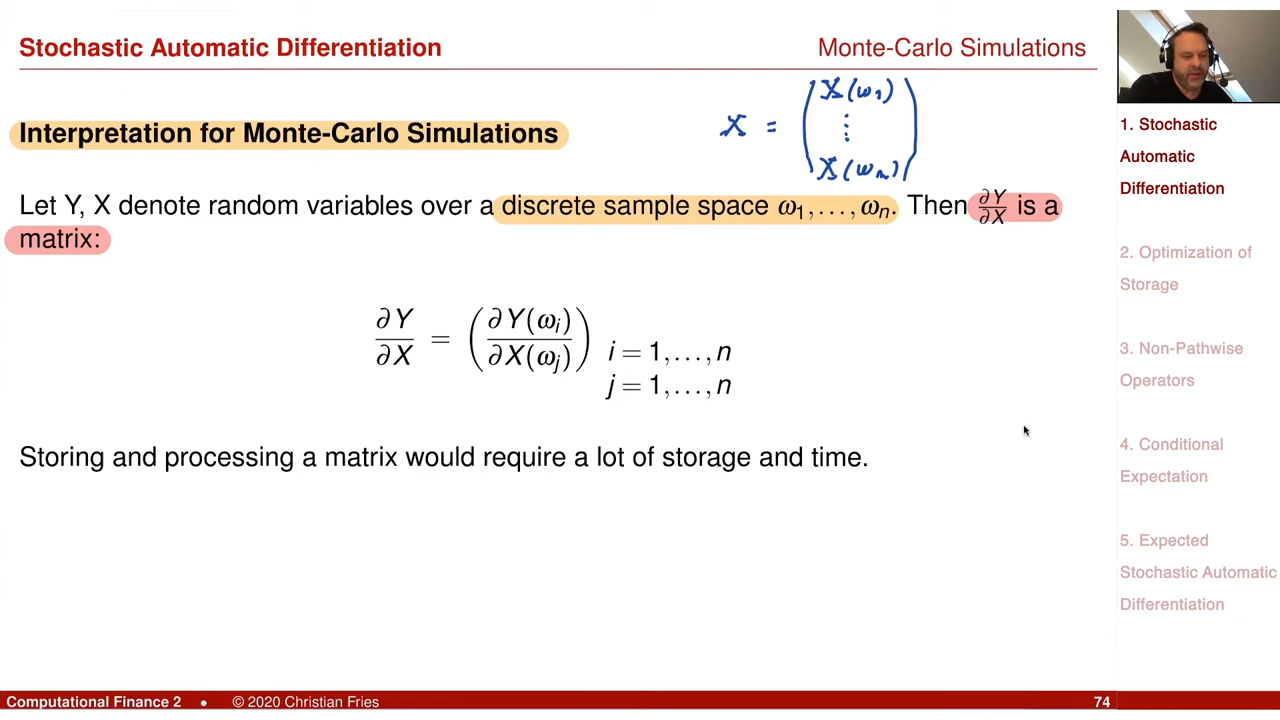 Stochastic Automatic Differentiation
Monte-Carlo Simulations
Interpretation for Monte-Carlo Simulations
X = ( X(ω₁) ⋮ X(ωₙ) )
Let Y, X denote random variables over a discrete sample space ω₁,…,ωₙ. Then ∂Y/∂X is a
matrix:
∂Y/∂X = ( ∂Y(ωᵢ)/∂X(ωⱼ) ) i = 1,…,n
j = 1,…,n
Storing and processing a matrix would require a lot of storage and time.
1. Stochastic
Automatic
Differentiation
2. Optimization of
Storage
3. Non-Pathwise
Operators
4. Conditional
Expectation
5. Expected
Stochastic Automatic
Differentiation
Computational Finance 2 • © 2020 Christian Fries
74